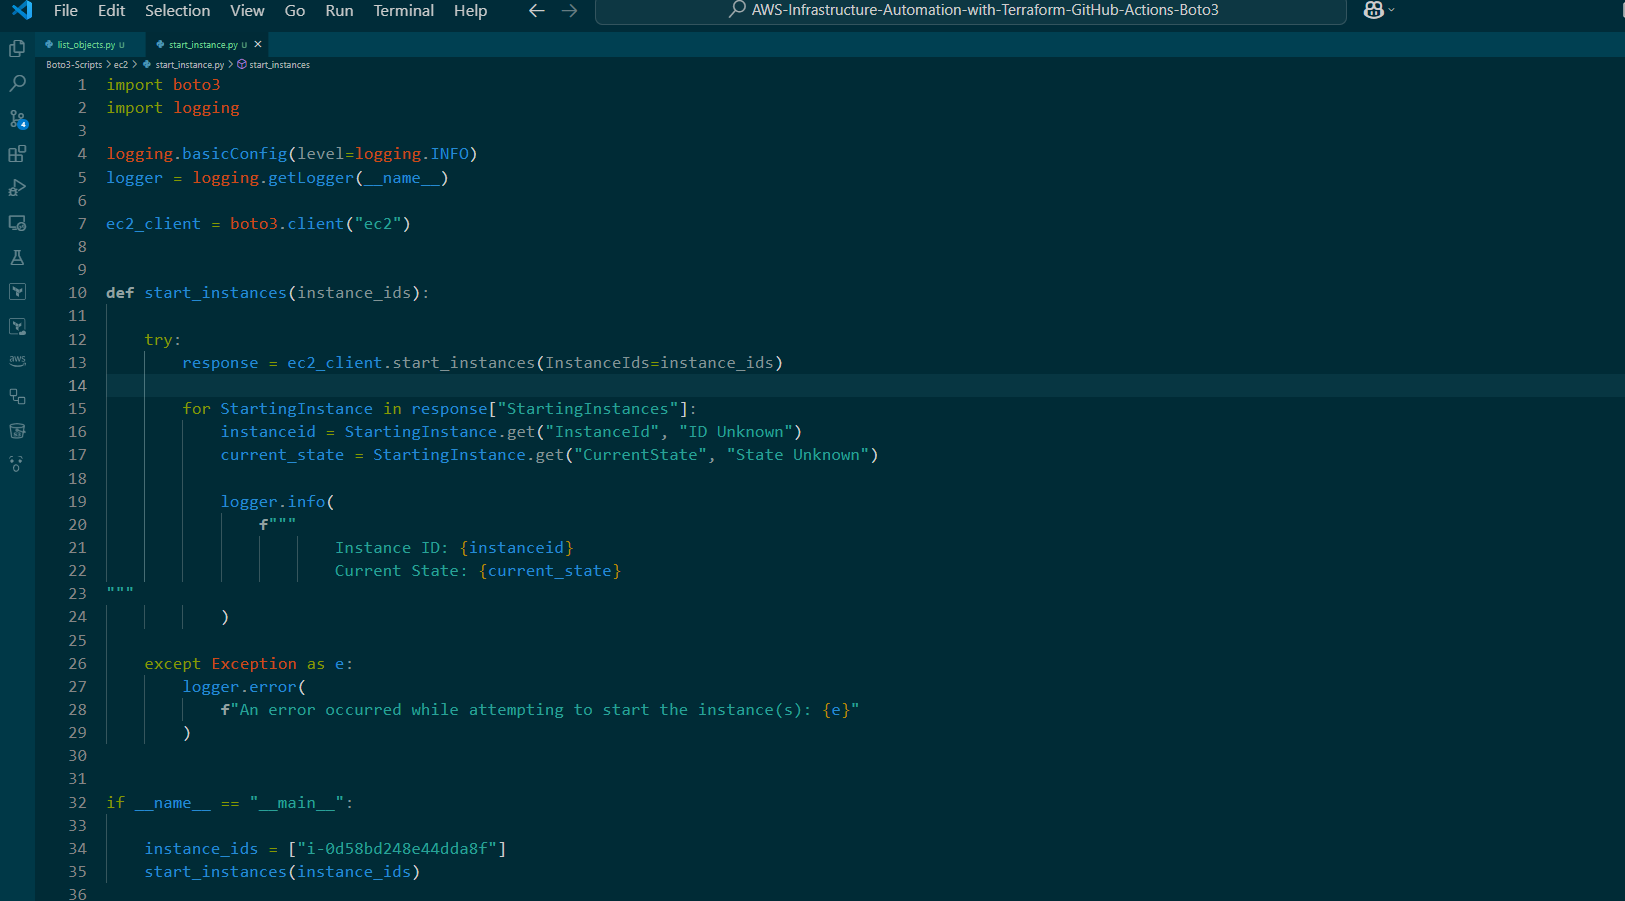 File Edit Selection View Go Run Terminal Help AWS-Infrastructure-Automation-with-Terraform-GitHub-Actions-Boto3
list_objects.py U start_instance.py U
Boto3-Scripts > ec2 > start_instance.py > start_instances
1 import boto3
2 import logging
3
4 logging.basicConfig(level=logging.INFO)
5 logger = logging.getLogger(__name__)
6
7 ec2_client = boto3.client("ec2")
8
9
10 def start_instances(instance_ids):
11
12 try:
13 response = ec2_client.start_instances(InstanceIds=instance_ids)
14
15 for StartingInstance in response["StartingInstances"]:
16 instanceid = StartingInstance.get("InstanceId", "ID Unknown")
17 current_state = StartingInstance.get("CurrentState", "State Unknown")
18
19 logger.info(
20 f"""
21 Instance ID: {instanceid}
22 Current State: {current_state}
23 """
24 )
25
26 except Exception as e:
27 logger.error(
28 f"An error occurred while attempting to start the instance(s): {e}"
29 )
30
31
32 if __name__ == "__main__":
33
34 instance_ids = ["i-0d58bd248e44dda8f"]
35 start_instances(instance_ids)
36
4
aws